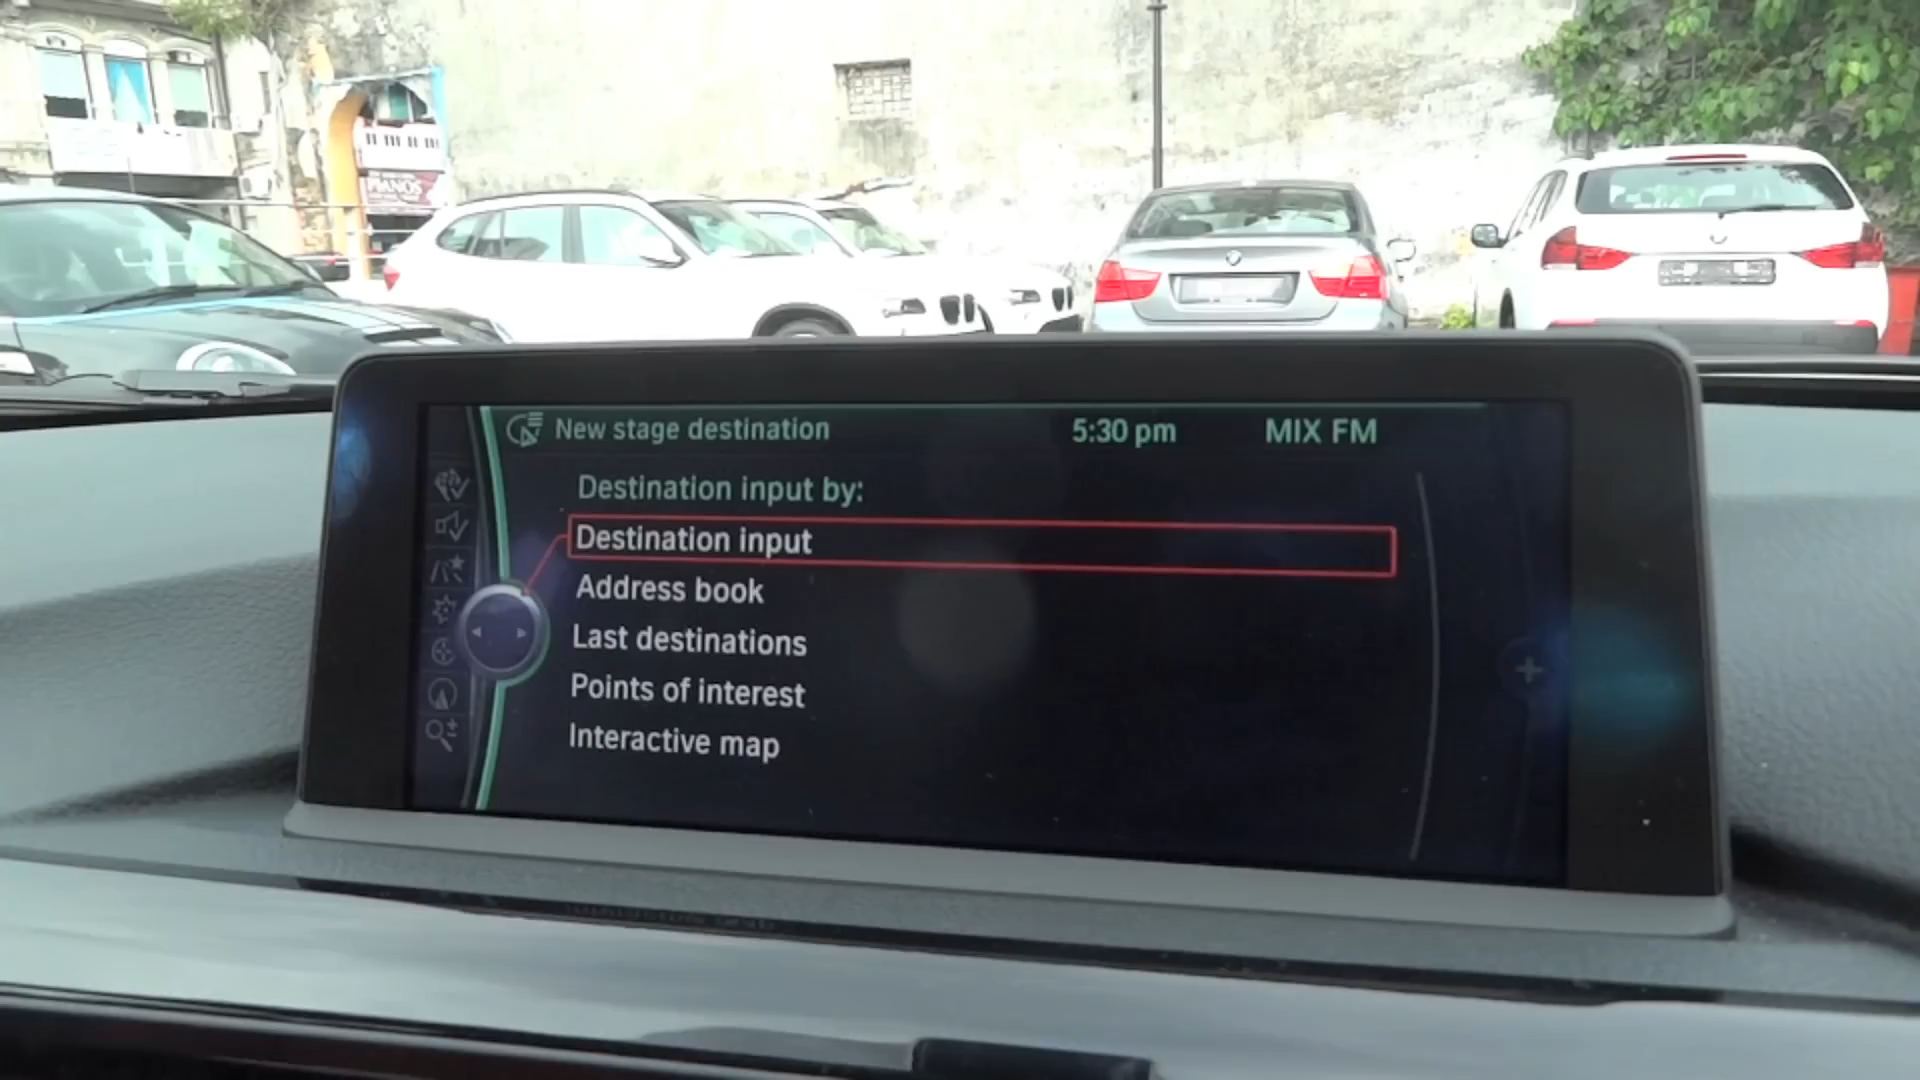 PIANOS
New stage destination 5:30 pm MIX FM
Destination input by:
Destination input
Address book
Last destinations
Points of interest
Interactive map